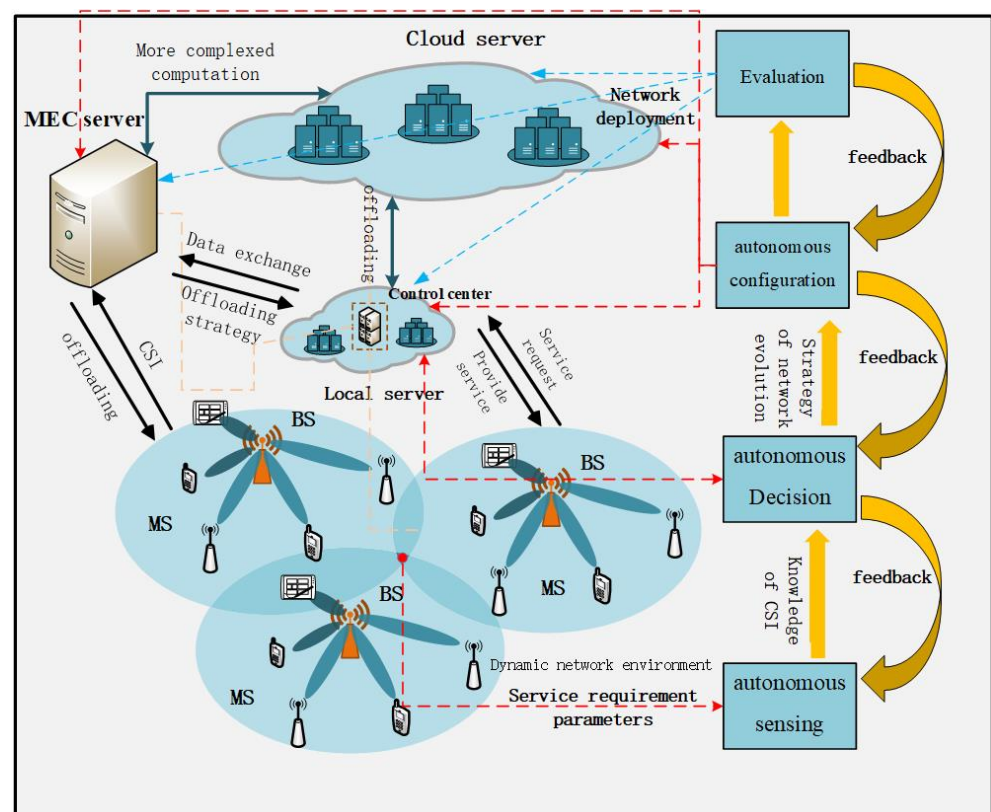 Cloud server
More complexed
computation
MEC server
Network
deployment
offloading
Data exchange
Offloading
strategy
Control center
Local server
CSI
offloading
Service
request
Provide
service
BS
MS
BS
MS
BS
MS
Dynamic network environment
Service requirement
parameters
Evaluation
feedback
autonomous
configuration
Strategy
of network
evolution
feedback
autonomous
Decision
Knowledge
of CSI
feedback
autonomous
sensing